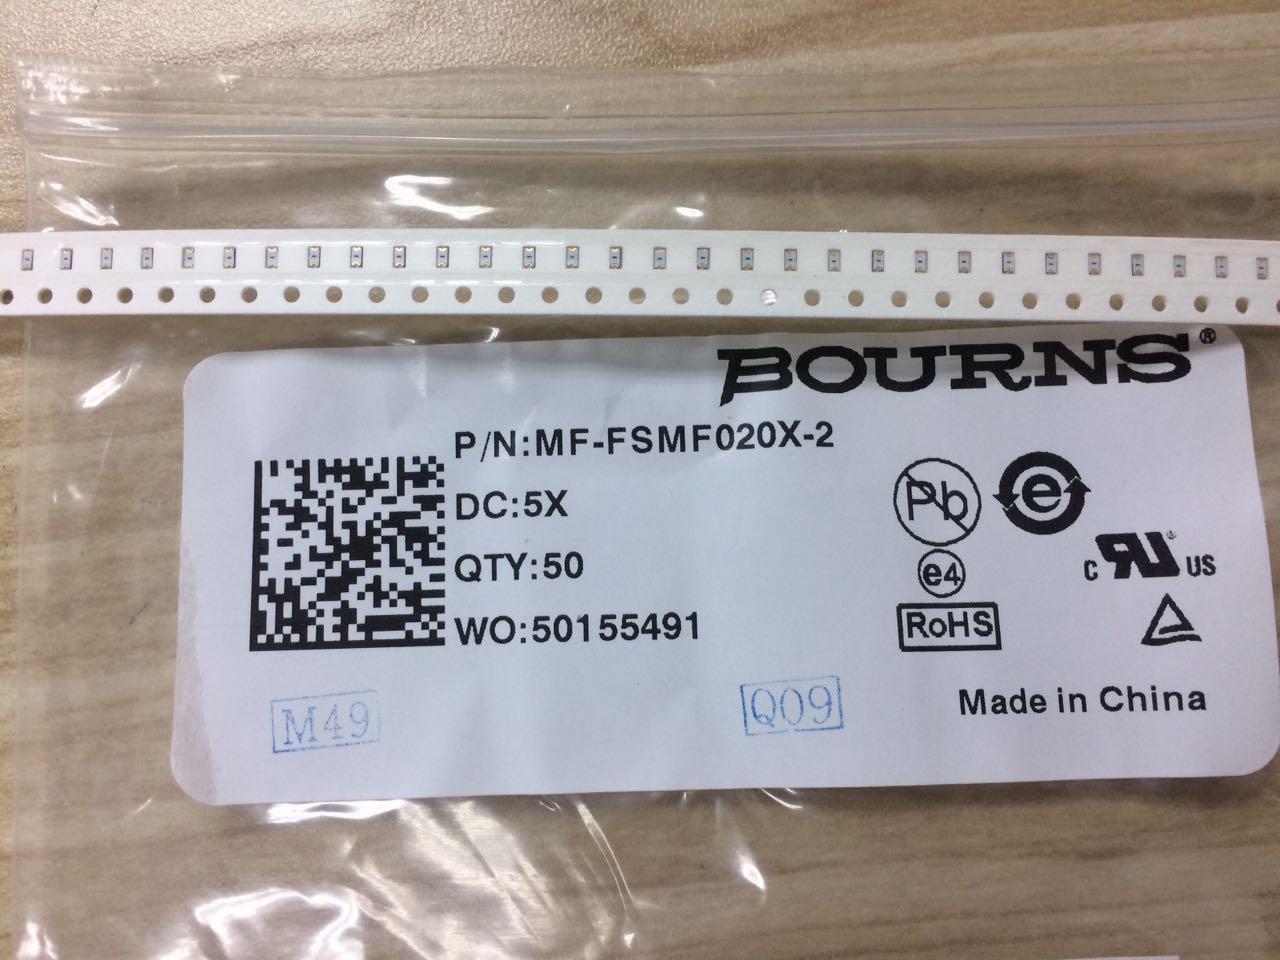 BOURNS®
P/N:MF-FSMF020X-2
DC:5X
QTY:50
WO:50155491
Pb
e
e4
RoHS
c RU US
M49
Q09
Made in China